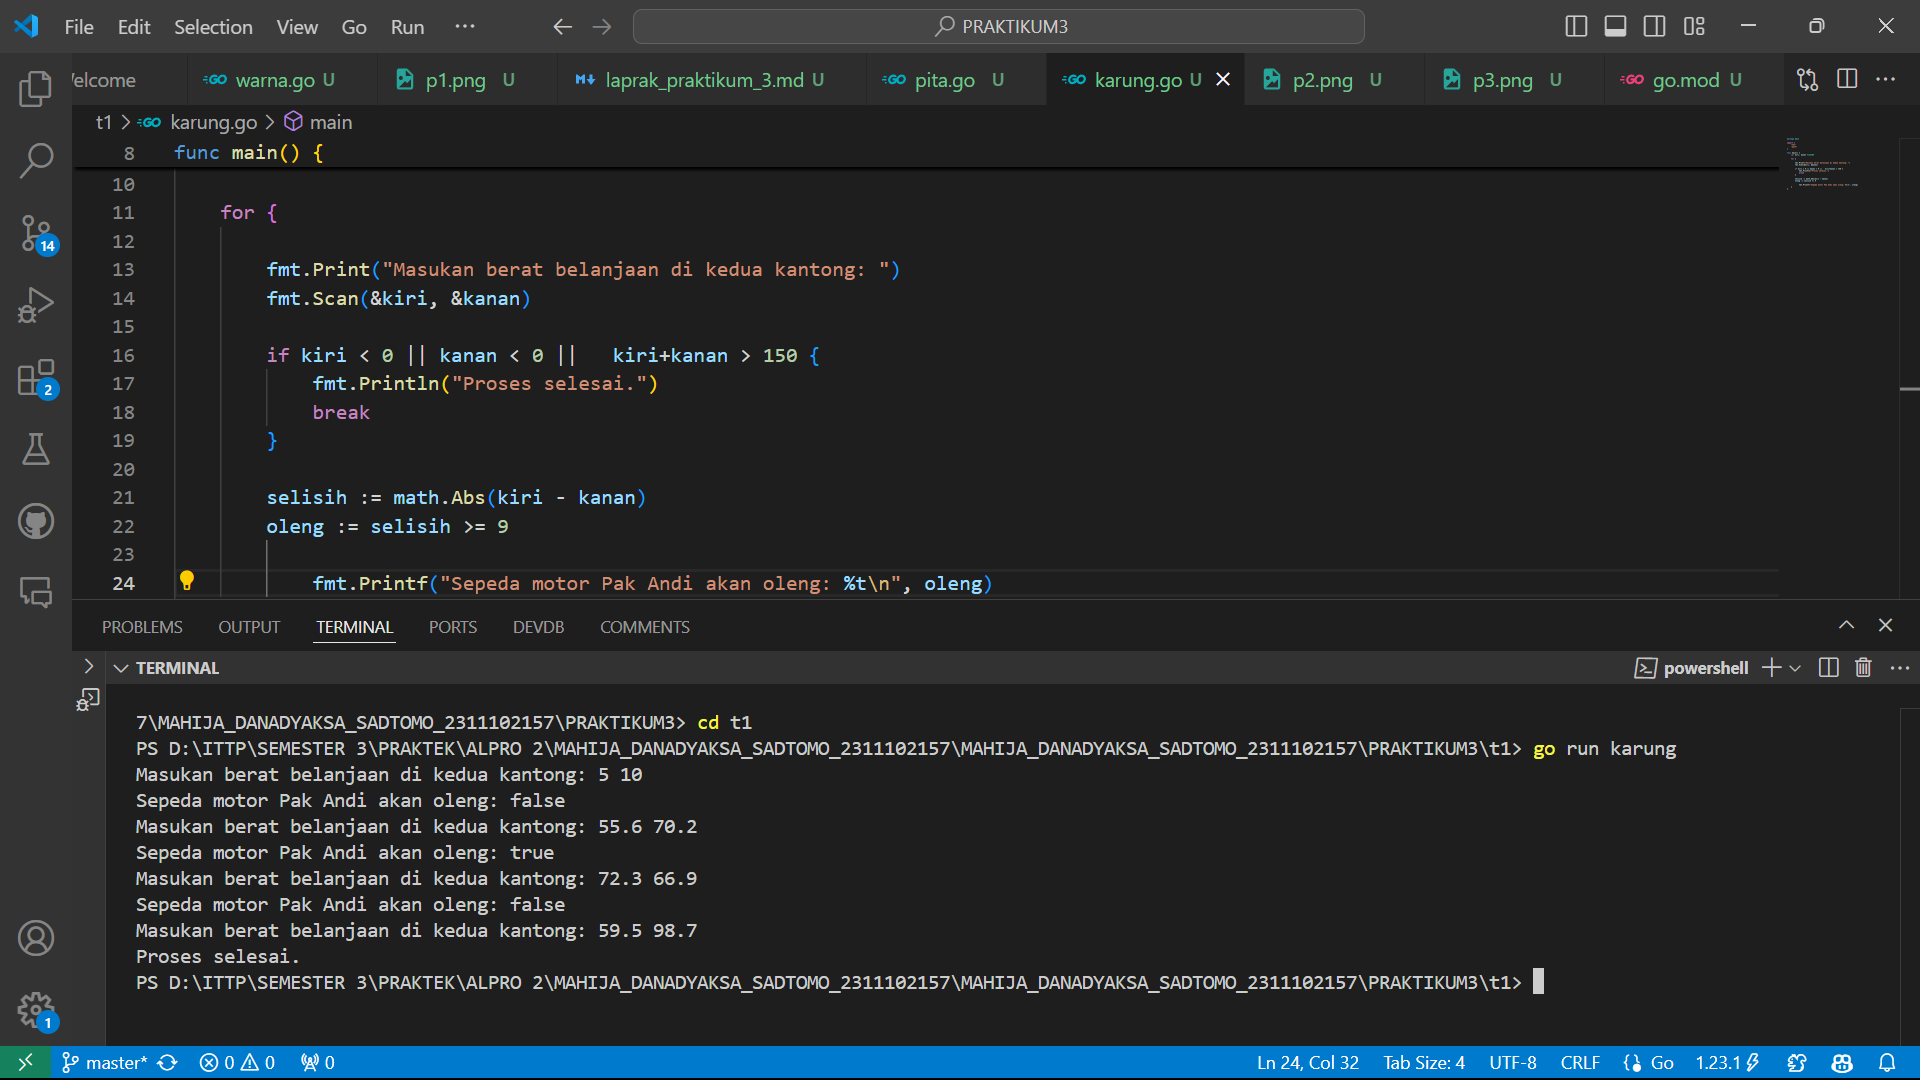 File Edit Selection View Go Run ··· PRAKTIKUM3
elcome warna.go U p1.png U laprak_praktikum_3.md U pita.go U karung.go U p2.png U p3.png U go.mod U
t1 > karung.go > main
8 func main() {
10
11 for {
12
13 fmt.Print("Masukan berat belanjaan di kedua kantong: ")
14 fmt.Scan(&kiri, &kanan)
15
16 if kiri < 0 || kanan < 0 ||   kiri+kanan > 150 {
17 fmt.Println("Proses selesai.")
18 break
19 }
20
21 selisih := math.Abs(kiri - kanan)
22 oleng := selisih >= 9
23
24 fmt.Printf("Sepeda motor Pak Andi akan oleng: %t\n", oleng)
14
2
1
PROBLEMS OUTPUT TERMINAL PORTS DEVDB COMMENTS
TERMINAL powershell
7\MAHIJA_DANADYAKSA_SADTOMO_2311102157\PRAKTIKUM3> cd t1
PS D:\ITTP\SEMESTER 3\PRAKTEK\ALPRO 2\MAHIJA_DANADYAKSA_SADTOMO_2311102157\MAHIJA_DANADYAKSA_SADTOMO_2311102157\PRAKTIKUM3\t1> go run karung
Masukan berat belanjaan di kedua kantong: 5 10
Sepeda motor Pak Andi akan oleng: false
Masukan berat belanjaan di kedua kantong: 55.6 70.2
Sepeda motor Pak Andi akan oleng: true
Masukan berat belanjaan di kedua kantong: 72.3 66.9
Sepeda motor Pak Andi akan oleng: false
Masukan berat belanjaan di kedua kantong: 59.5 98.7
Proses selesai.
PS D:\ITTP\SEMESTER 3\PRAKTEK\ALPRO 2\MAHIJA_DANADYAKSA_SADTOMO_2311102157\MAHIJA_DANADYAKSA_SADTOMO_2311102157\PRAKTIKUM3\t1>
master* 0 0 0 Ln 24, Col 32 Tab Size: 4 UTF-8 CRLF {} Go 1.23.1